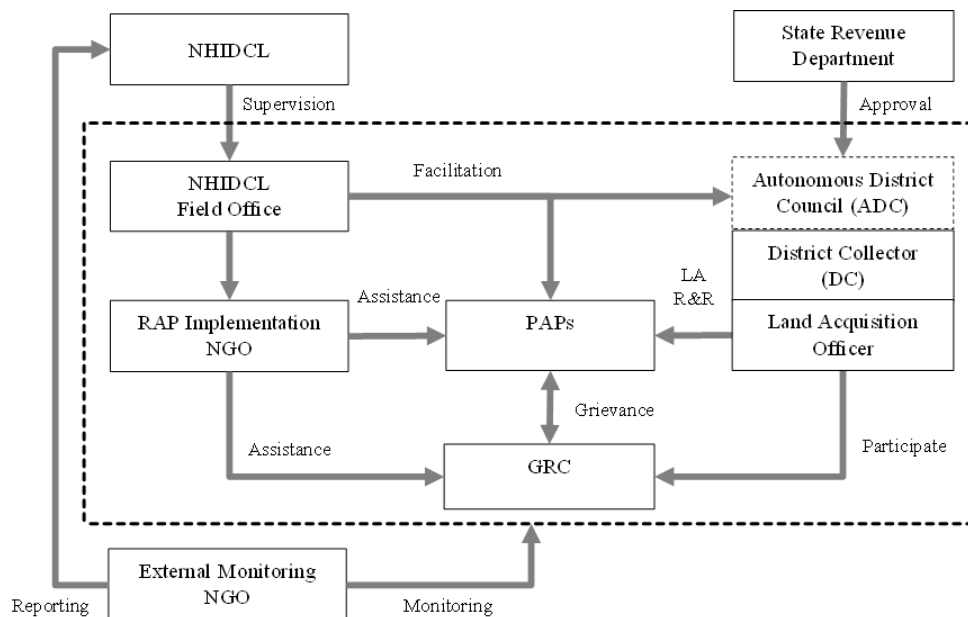 NHIDCL
State Revenue
Department
Supervision
Approval
NHIDCL
Field Office
Facilitation
Autonomous District
Council (ADC)
District Collector
(DC)
LA
R&R
Assistance
RAP Implementation
NGO
PAPs
Land Acquisition
Officer
Grievance
Assistance
Participate
GRC
External Monitoring
NGO
Reporting
Monitoring